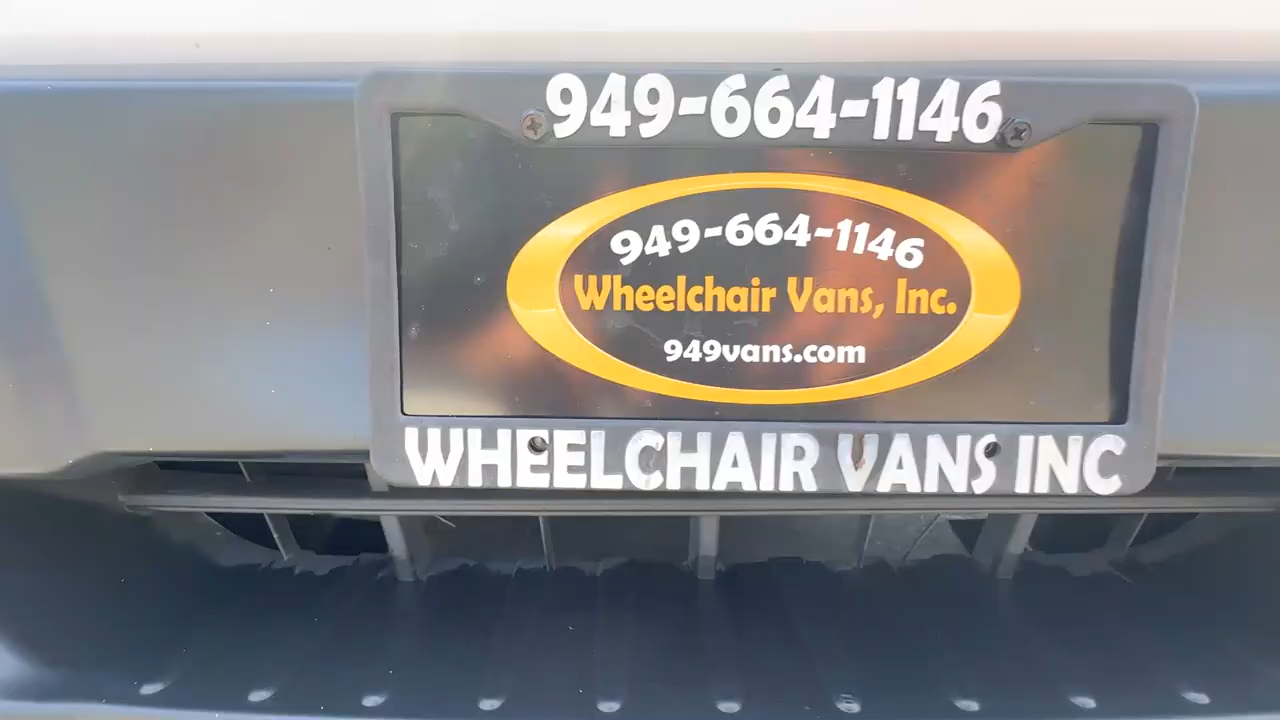 949-664-1146
949-664-1146
Wheelchair Vans, Inc.
949vans.com
WHEELCHAIR VANS INC